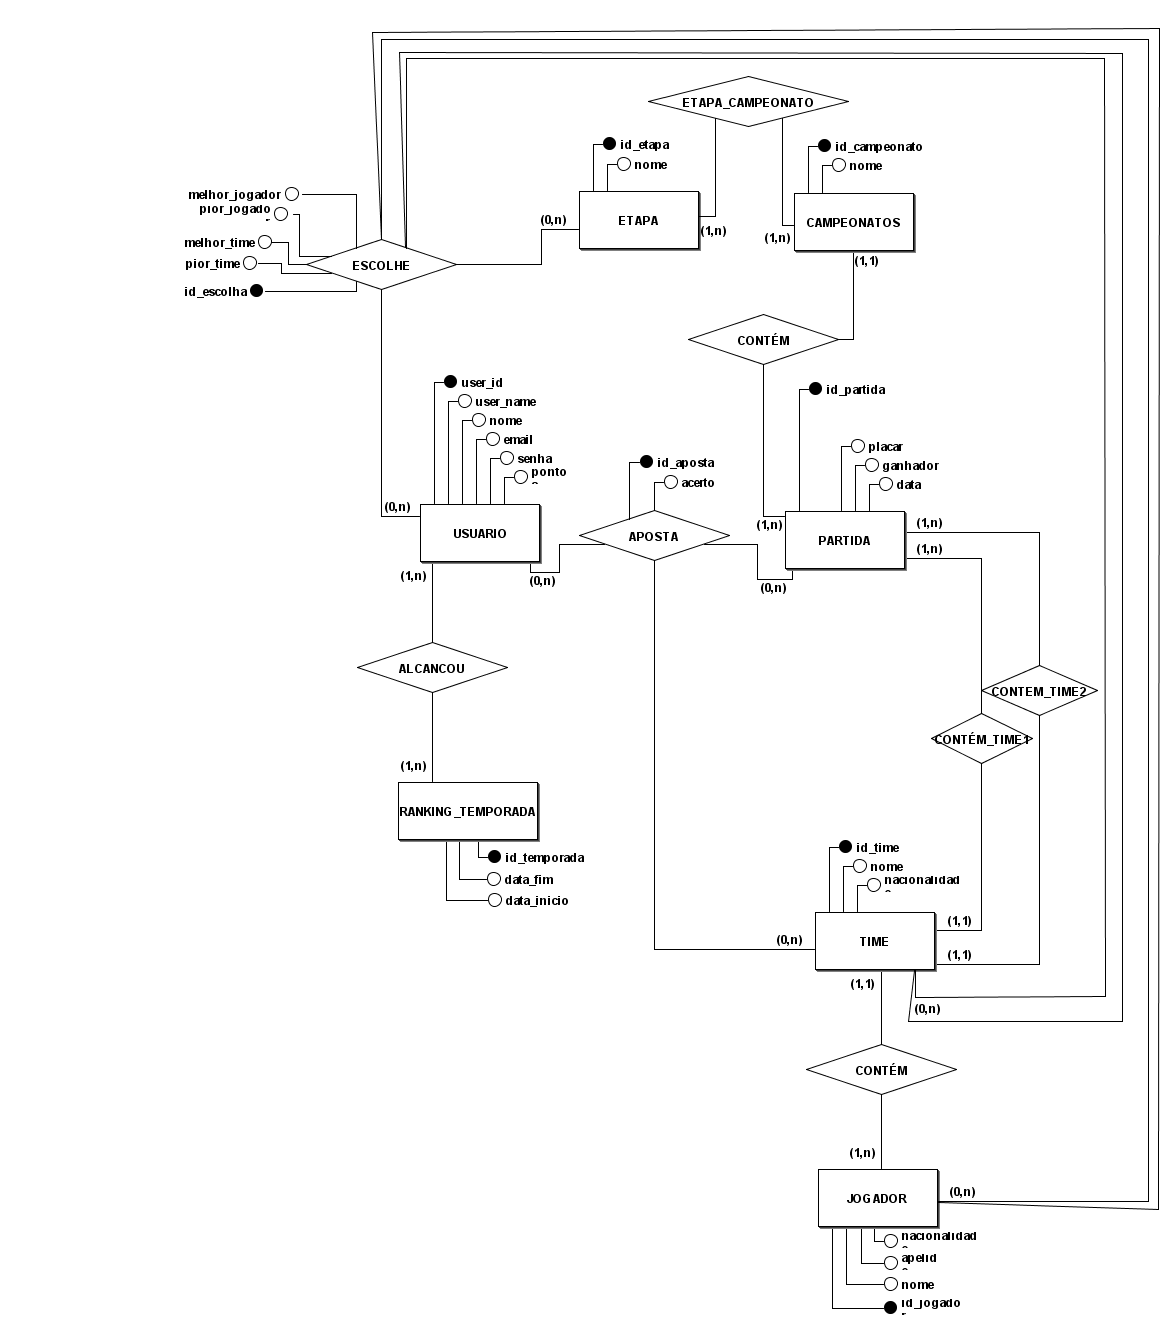 ETAPA_CAMPEONATO
id_etapa
nome
id_campeonato
nome
melhor_jogador
pior_jogado
melhor_time
pior_time
id_escolha
ESCOLHE
(0,n)
ETAPA
(1,n)
(1,n)
CAMPEONATOS
(1,1)
CONTÉM
user_id
user_name
nome
email
senha
ponto
id_partida
placar
ganhador
data
id_aposta
acerto
(0,n)
USUARIO
(1,n)
(0,n)
APOSTA
(0,n)
(1,n)
PARTIDA
(1,n)
(1,n)
ALCANCOU
CONTEM_TIME2
CONTÉM_TIME1
(1,n)
RANKING_TEMPORADA
id_temporada
data_fim
data_inicio
id_time
nome
nacionalidad
(0,n)
TIME
(1,1)
(1,1)
(1,1)
(0,n)
CONTÉM
(1,n)
JOGADOR
(0,n)
nacionalidad
apelid
nome
id_jogado